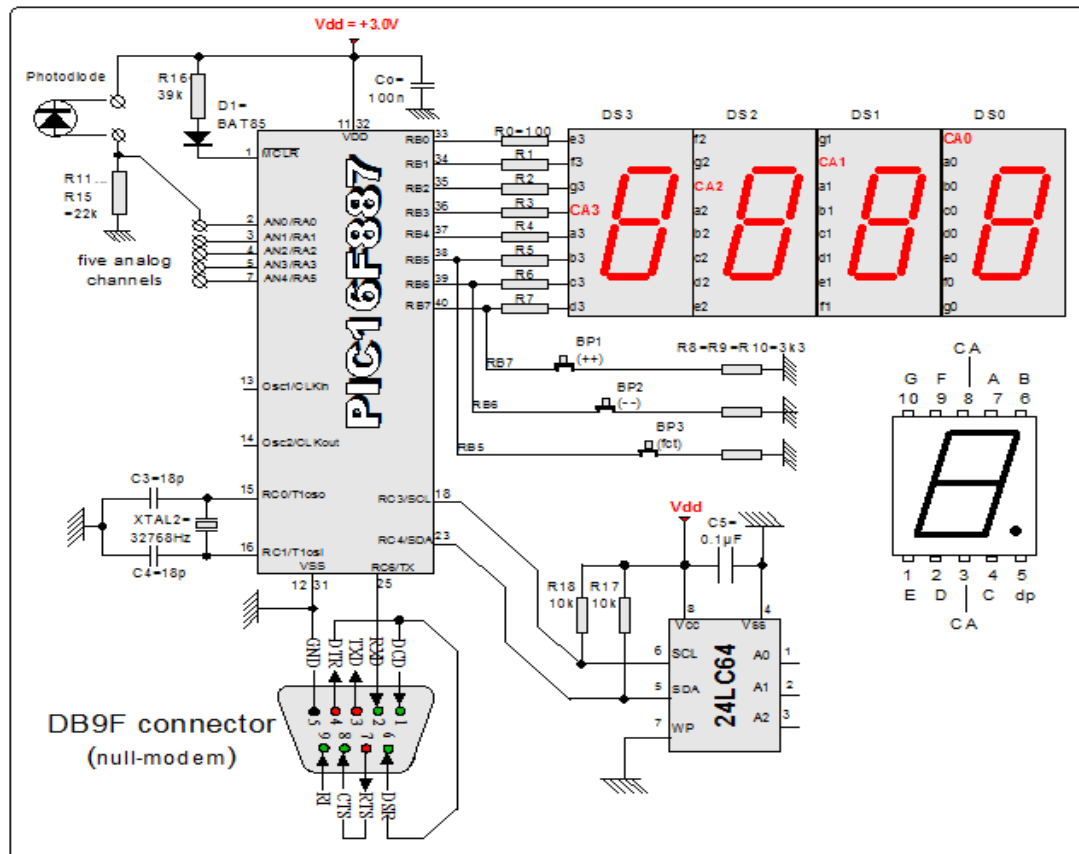 Vdd = +3.0V
Photodiode
R16
39k
D1=
BAT85
Co=
100n
R11...
R15
=22k
five analog
channels
PIC16F887
11 32
VDD
1 MCLR
2 AN0/RA0
3 AN1/RA1
4 AN2/RA2
5 AN3/RA3
7 AN4/RA5
13 Osc1/CLKin
14 Osc2/CLKout
15 RC0/T1oso
16 RC1/T1osi
VSS
12 31
RC6/TX
25
RB0 33
RB1 34
RB2 35
RB3 36
RB4 37
RB5 38
RB6 39
RB7 40
RC3/SCL 18
RC4/SDA 23
R0=100
R1
R2
R3
R4
R5
R6
R7
DS3 DS2 DS1 DS0
e3 f2 g1 CA0
f3 g2 CA1 a0
g3 CA2 a1 b0
CA3 a2 b1 c0
a3 b2 c1 d0
b3 c2 d1 e0
c3 d2 e1 f0
d3 e2 f1 g0
BP1
(++)
RB7
R8=R9=R10=3k3
BP2
(--)
RB6
BP3
(fct)
RB5
CA
G F A B
10 9 8 7 6
1 2 3 4 5
E D C dp
CA
C3=18p
XTAL2=
32768Hz
C4=18p
Vdd
C5=
0.1µF
R18
10k
R17
10k
24LC64
8 Vcc
4 Vss
6 SCL
5 SDA
7 WP
A0 1
A1 2
A2 3
GND DTR TXD RXD DCD
5 4 3 2 1
9 8 7 6
RI CTS RTS DSR
DB9F connector
(null-modem)